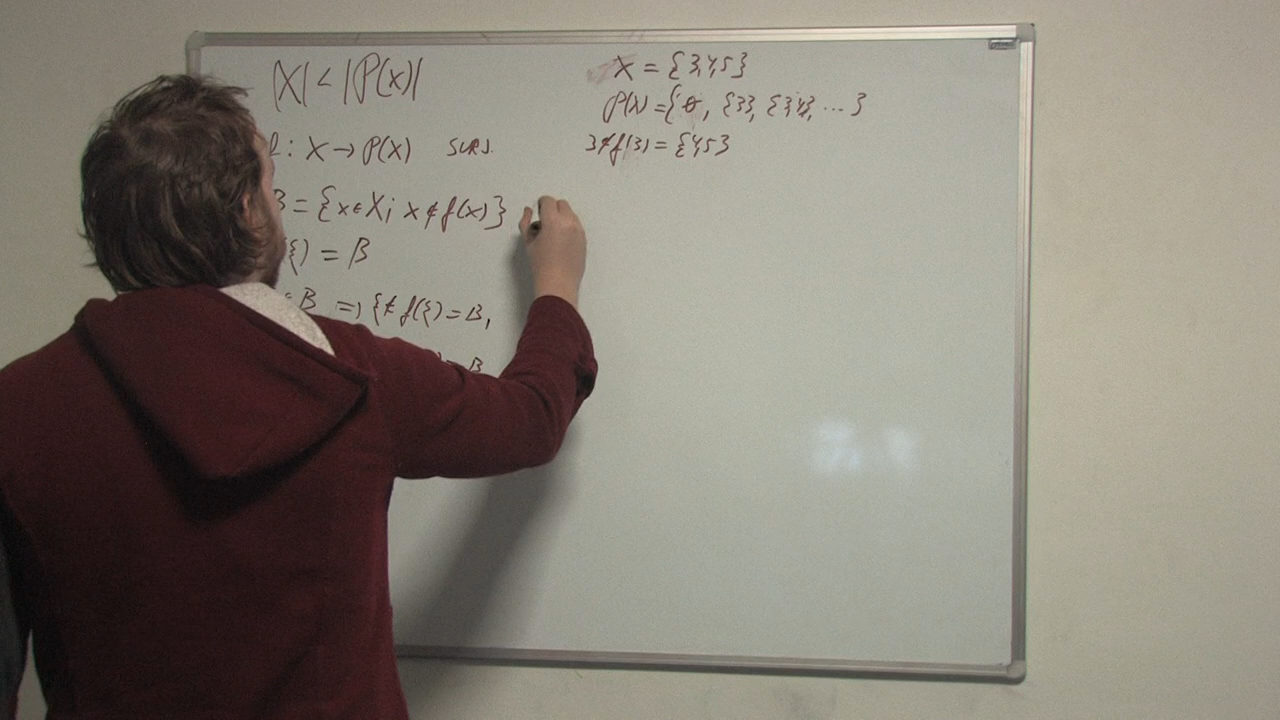 |X| < |P(x)|
f: X → P(X) SURJ.
B = {x ∈ X; x ∉ f(x)}
ξ) = B
∈ B ⇒ ξ ∉ f(ξ) = B,
= B
X = {3,4,5}
P(X) = {∅, {3}, {3,4}, ... }
3 ∉ f(3) = {4,5}